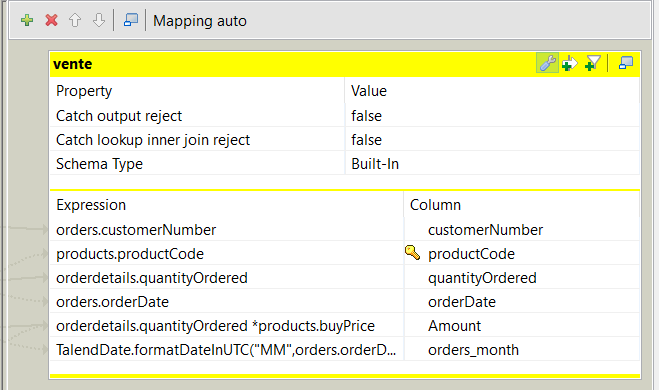 Mapping auto
vente
Property Value
Catch output reject false
Catch lookup inner join reject false
Schema Type Built-In
Expression Column
orders.customerNumber customerNumber
products.productCode productCode
orderdetails.quantityOrdered quantityOrdered
orders.orderDate orderDate
orderdetails.quantityOrdered *products.buyPrice Amount
TalendDate.formatDateInUTC("MM",orders.orderD... orders_month